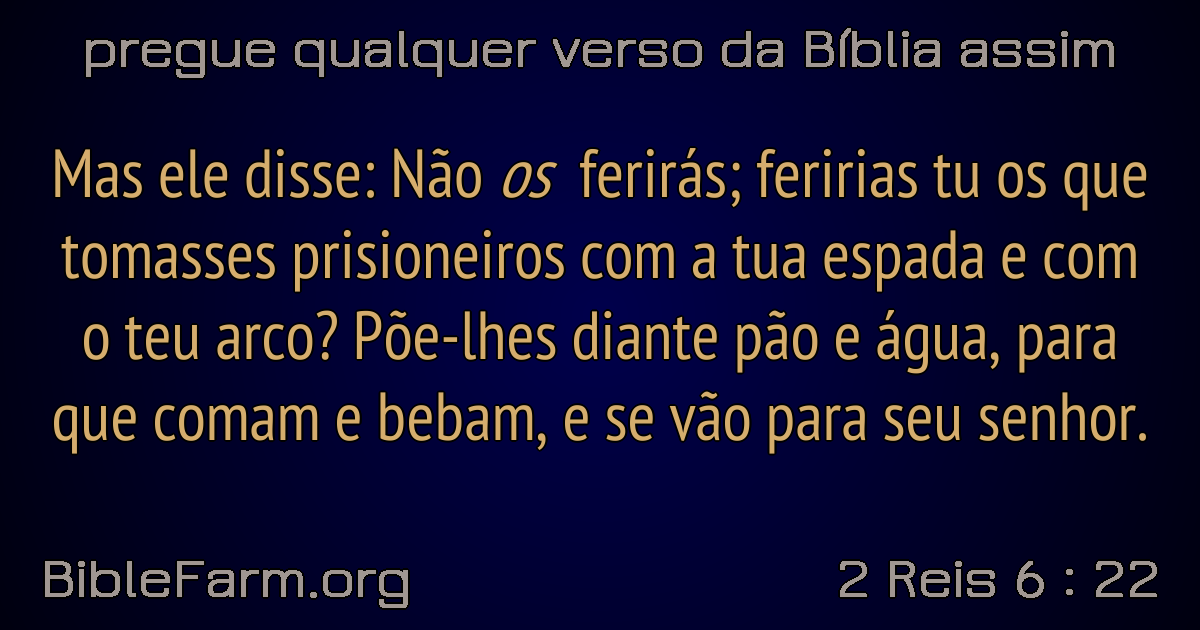 pregue qualquer verso da Bíblia assim
Mas ele disse: Não os ferirás; feririas tu os que
tomasses prisioneiros com a tua espada e com
o teu arco? Põe-lhes diante pão e água, para
que comam e bebam, e se vão para seu senhor.
BibleFarm.org
2 Reis 6 : 22